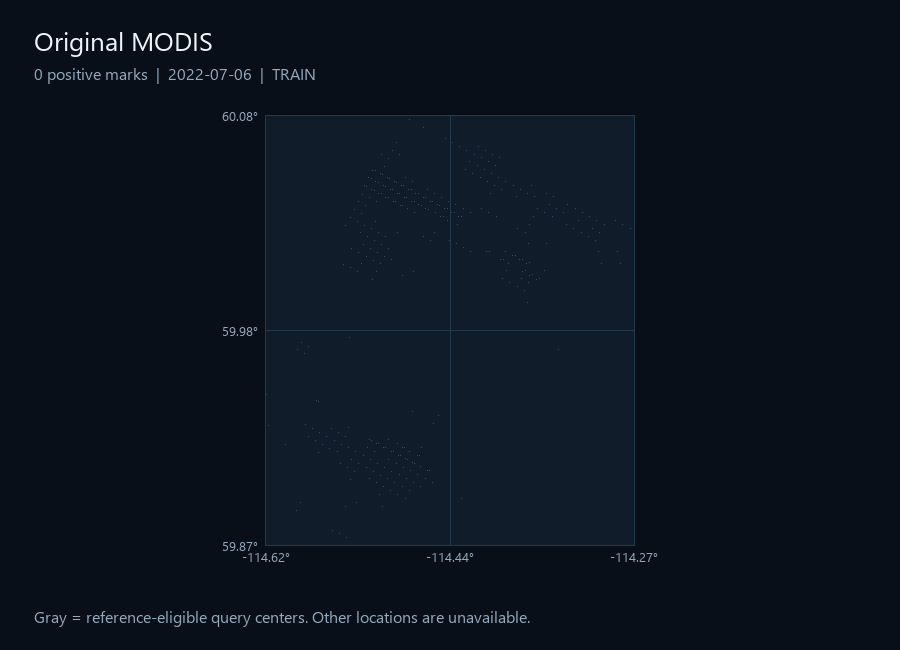 Original MODIS
0 positive marks | 2022-07-06 | TRAIN
60.08°
59.98°
59.87°
-114.62°
-114.44°
-114.27°
Gray = reference-eligible query centers. Other locations are unavailable.